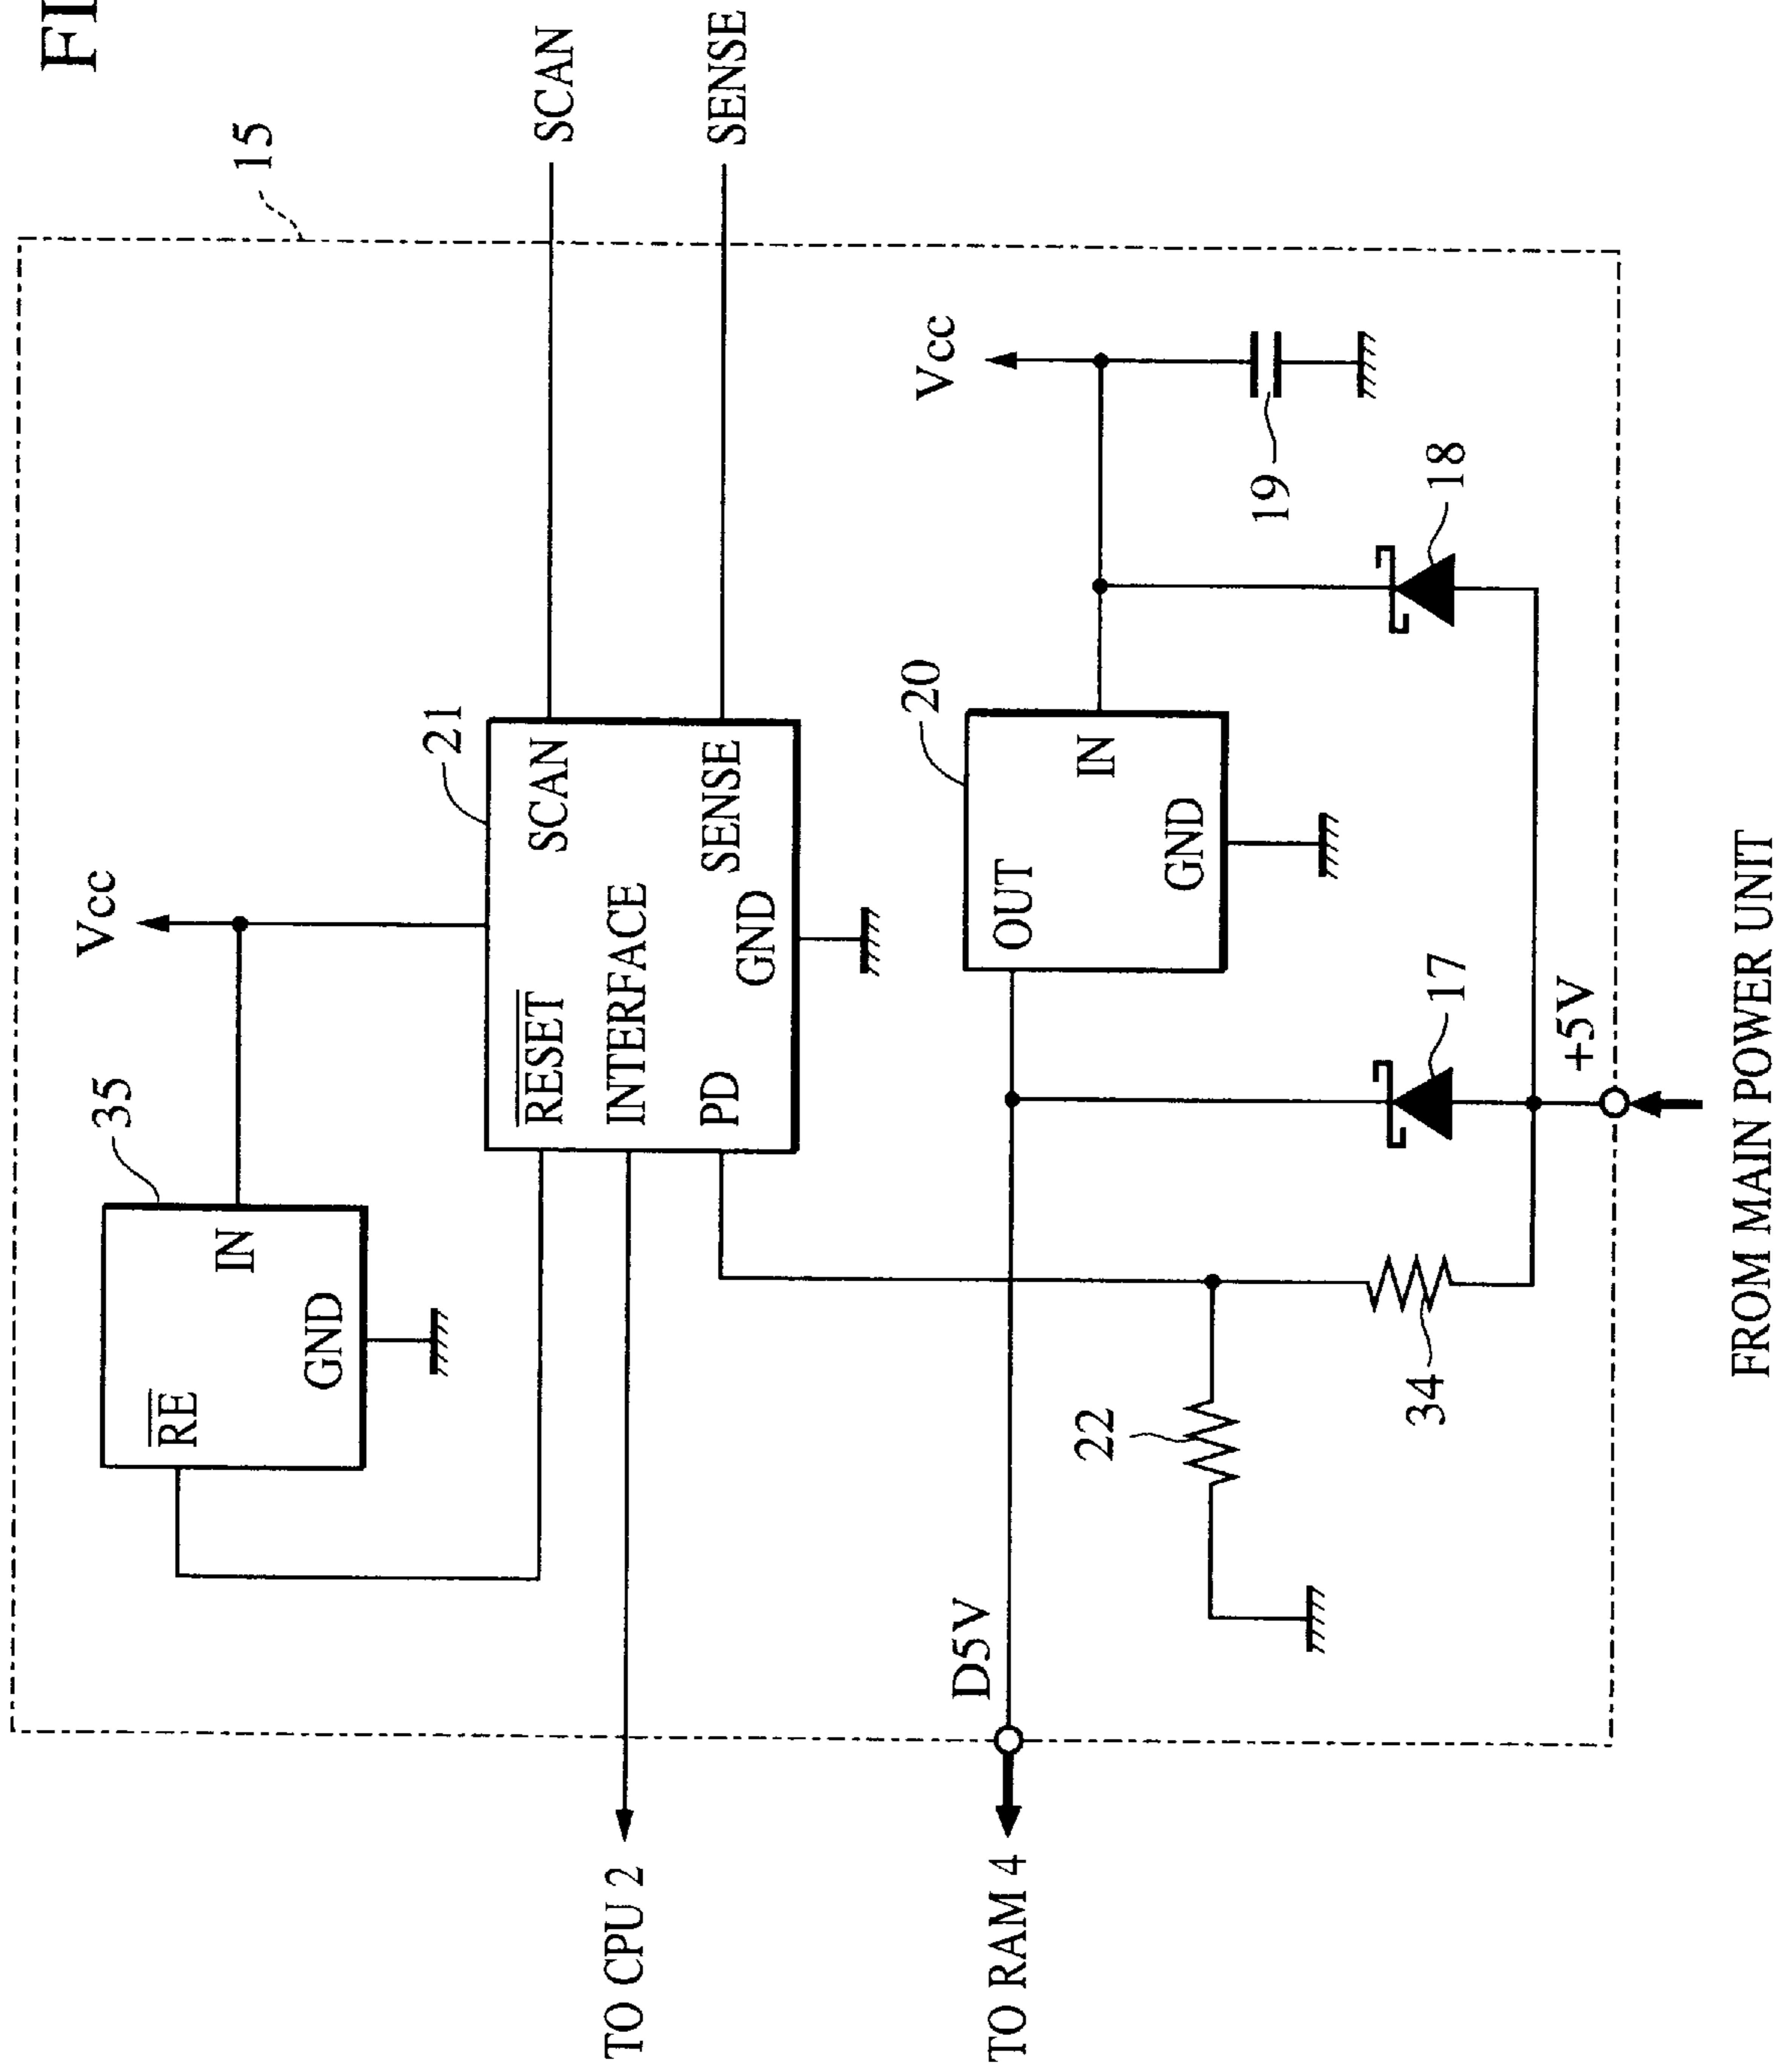 15
SCAN
SENSE
Vcc
35
IN
GND
RE
21
SCAN
SENSE
RESET
INTERFACE
GND
PD
Vcc
20
OUT
IN
GND
19
18
17
+5V
22
34
D5V
TO CPU 2
TO RAM 4
FROM MAIN POWER UNIT